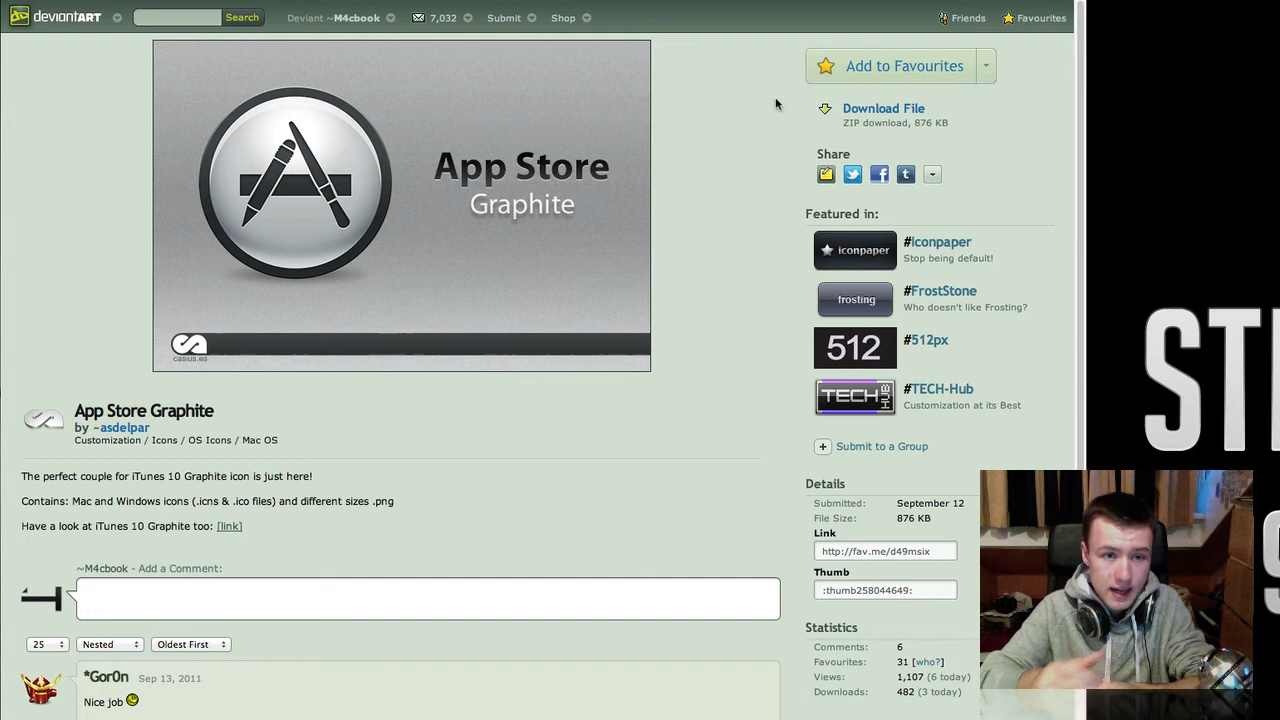 deviantART
Search
Deviant ~M4cbook
7,032
Submit
Shop
Friends
Favourites
App Store
Graphite
casius.es
Add to Favourites
Download File
ZIP download, 876 KB
Share
t
Featured in:
iconpaper
#Iconpaper
Stop being default!
frosting
#FrostStone
Who doesn't like Frosting?
512
#512px
TECH HUB
#TECH-Hub
Customization at its Best
+ Submit to a Group
App Store Graphite
by ~asdelpar
Customization / Icons / OS Icons / Mac OS
The perfect couple for iTunes 10 Graphite icon is just here!
Contains: Mac and Windows icons (.icns & .ico files) and different sizes .png
Have a look at iTunes 10 Graphite too: [link]
~M4cbook - Add a Comment:
25
Nested
Oldest First
*Gor0n
Sep 13, 2011
Nice job
Details
Submitted: September 12
File Size: 876 KB
Link
http://fav.me/d49msix
Thumb
:thumb258044649:
Statistics
Comments: 6
Favourites: 31 [who?]
Views: 1,107 (6 today)
Downloads: 482 (3 today)